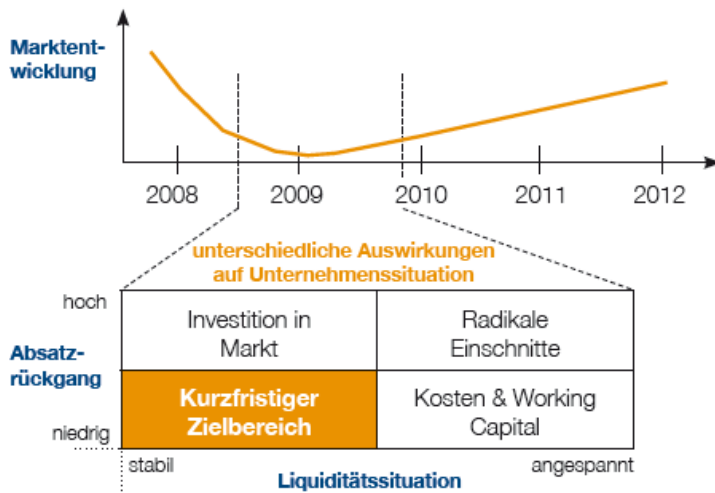 Marktent-
wicklung
2008 2009 2010 2011 2012
unterschiedliche Auswirkungen
auf Unternehmenssituation
hoch
Investition in
Markt
Radikale
Einschnitte
Absatz-
rückgang
Kurzfristiger
Zielbereich
Kosten & Working
Capital
niedrig
stabil
angespannt
Liquiditätssituation